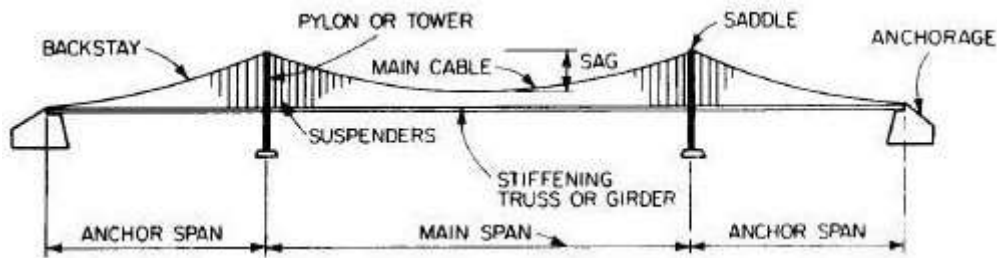 PYLON OR TOWER
SADDLE
BACKSTAY
ANCHORAGE
SAG
MAIN CABLE
SUSPENDERS
STIFFENING
TRUSS OR GIRDER
ANCHOR SPAN
MAIN SPAN
ANCHOR SPAN